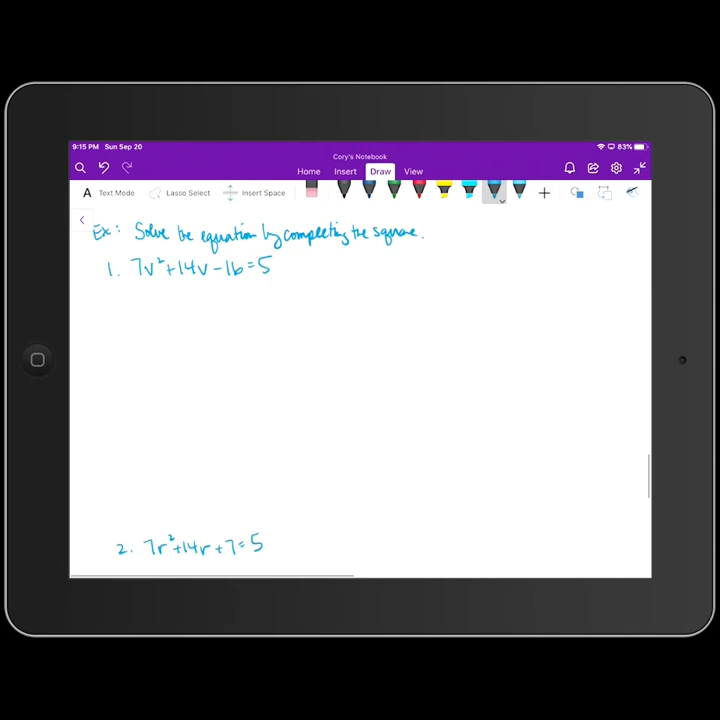 9:15 PM Sun Sep 20
83%
Cory's Notebook
Home Insert Draw View
A Text Mode Lasso Select Insert Space
Ex: Solve the equation by completing the square.
1. 7v²+14v-16=5
2. 7r²+14r+7=5